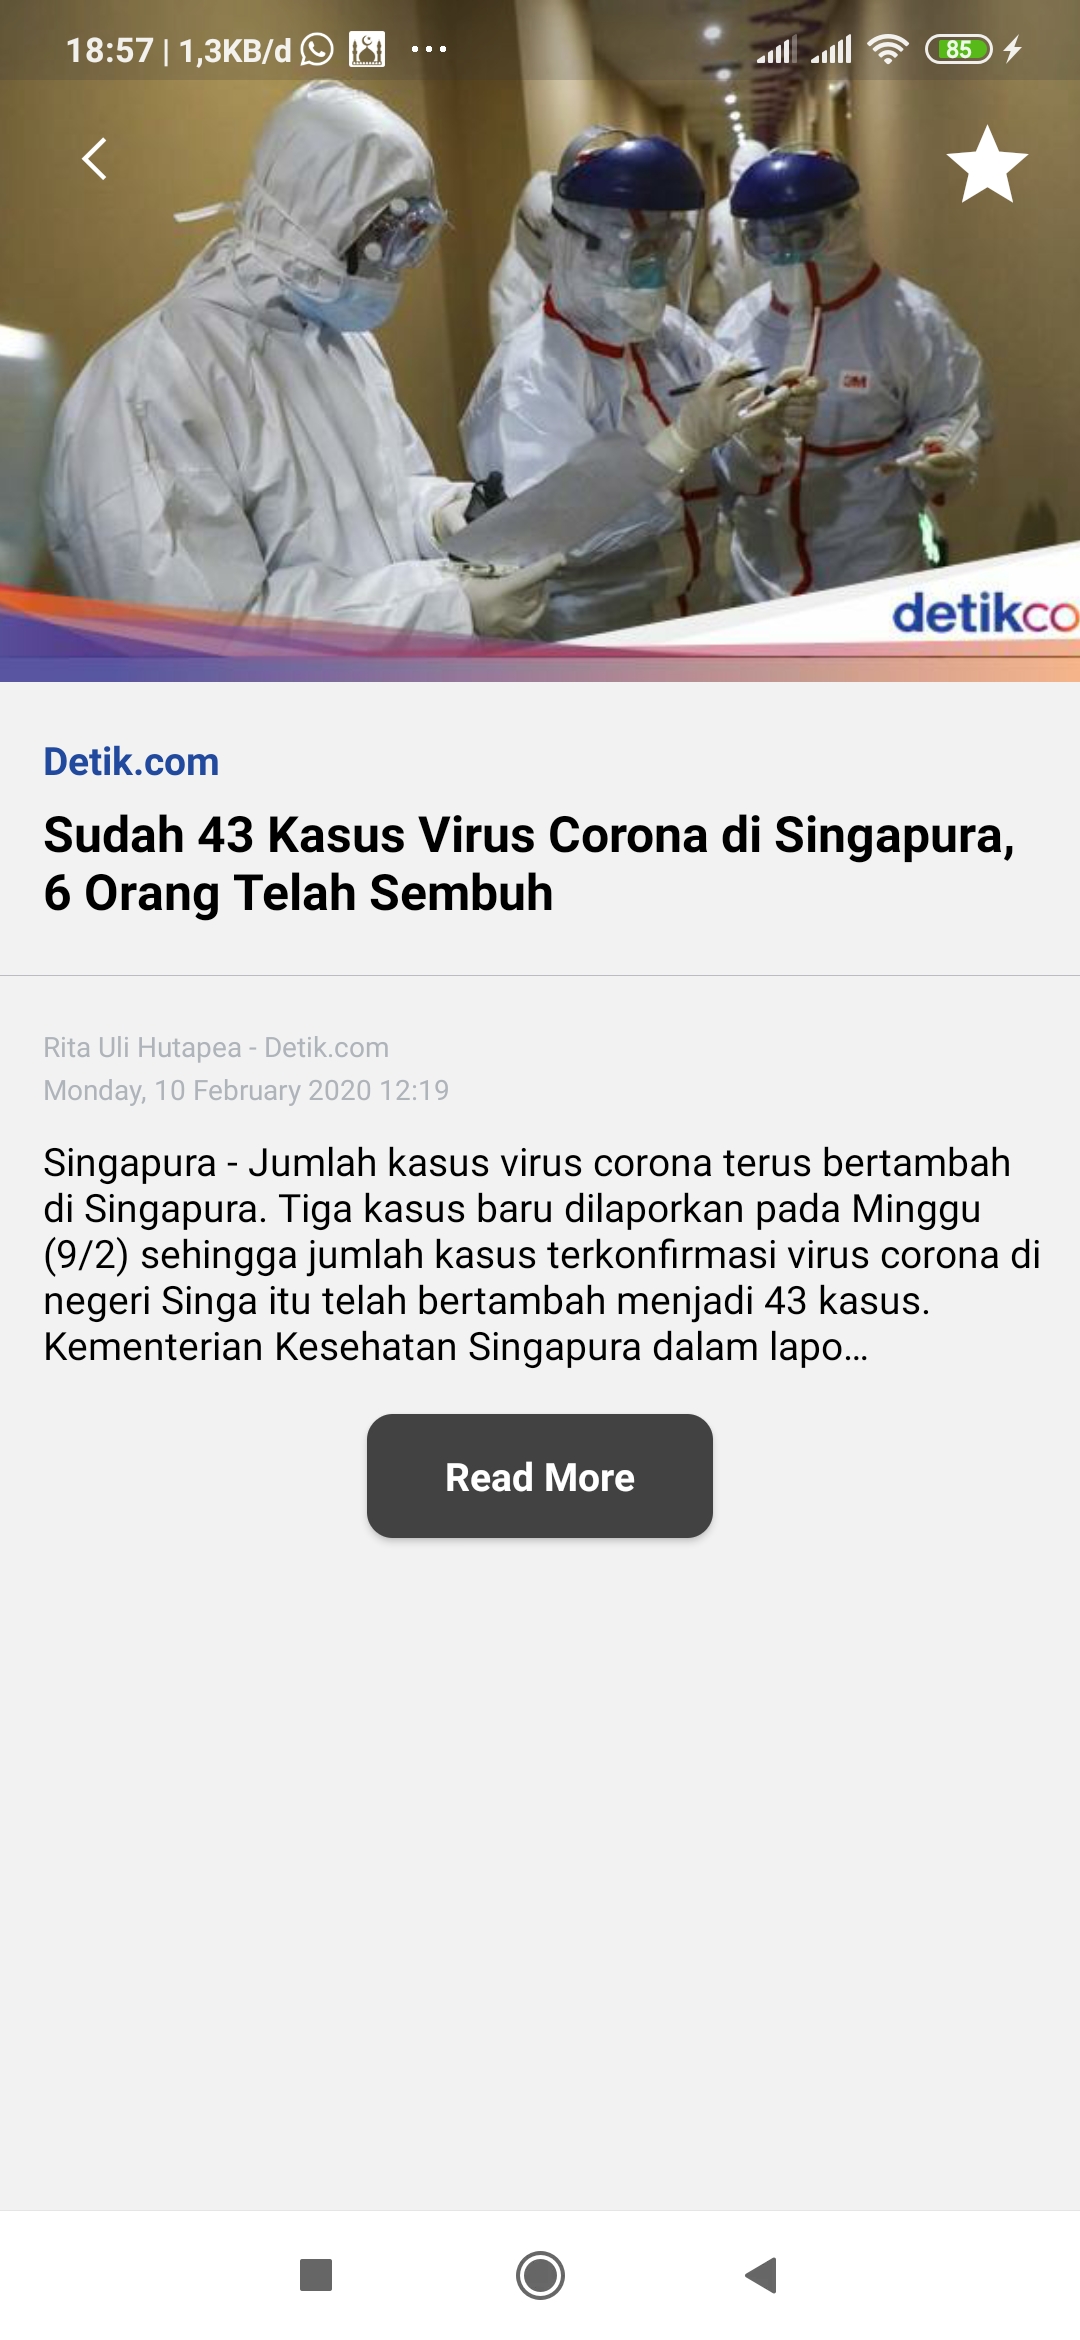 18:57 | 1,3KB/d
85
3M
detikco
Detik.com
Sudah 43 Kasus Virus Corona di Singapura,
6 Orang Telah Sembuh
Rita Uli Hutapea - Detik.com
Monday, 10 February 2020 12:19
Singapura - Jumlah kasus virus corona terus bertambah
di Singapura. Tiga kasus baru dilaporkan pada Minggu
(9/2) sehingga jumlah kasus terkonfirmasi virus corona di
negeri Singa itu telah bertambah menjadi 43 kasus.
Kementerian Kesehatan Singapura dalam lapo...
Read More